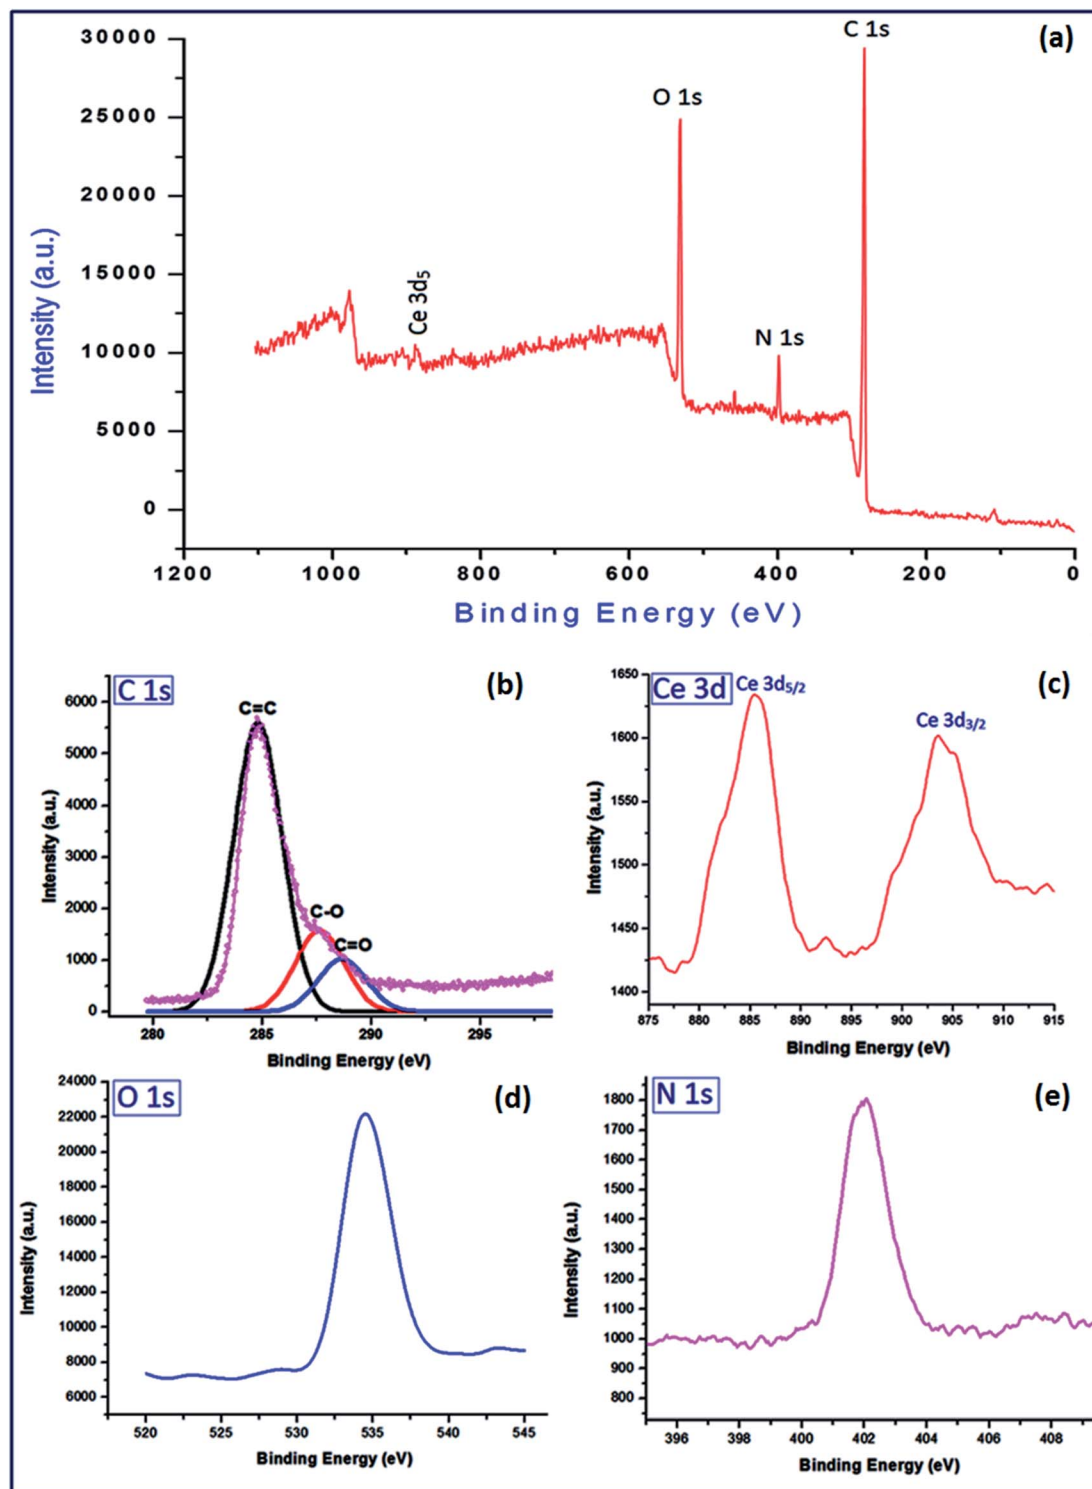 (a)
C 1s
O 1s
N 1s
Ce 3d5
30000
25000
20000
15000
10000
5000
0
Intensity (a.u.)
1200 1000 800 600 400 200 0
Binding Energy (eV)
C 1s
(b)
C=C
C-O
C=O
6000
5000
4000
3000
2000
1000
0
Intensity (a.u.)
280 285 290 295
Binding Energy (eV)
Ce 3d
(c)
Ce 3d5/2
Ce 3d3/2
1650
1600
1550
1500
1450
1400
Intensity (a.u.)
875 880 885 890 895 900 905 910 915
Binding Energy (eV)
O 1s
(d)
24000
22000
20000
18000
16000
14000
12000
10000
8000
6000
Intensity (a.u.)
520 525 530 535 540 545
Binding Energy (eV)
N 1s
(e)
1800
1700
1600
1500
1400
1300
1200
1100
1000
900
800
Intensity (a.u.)
396 398 400 402 404 406 408
Binding Energy (eV)